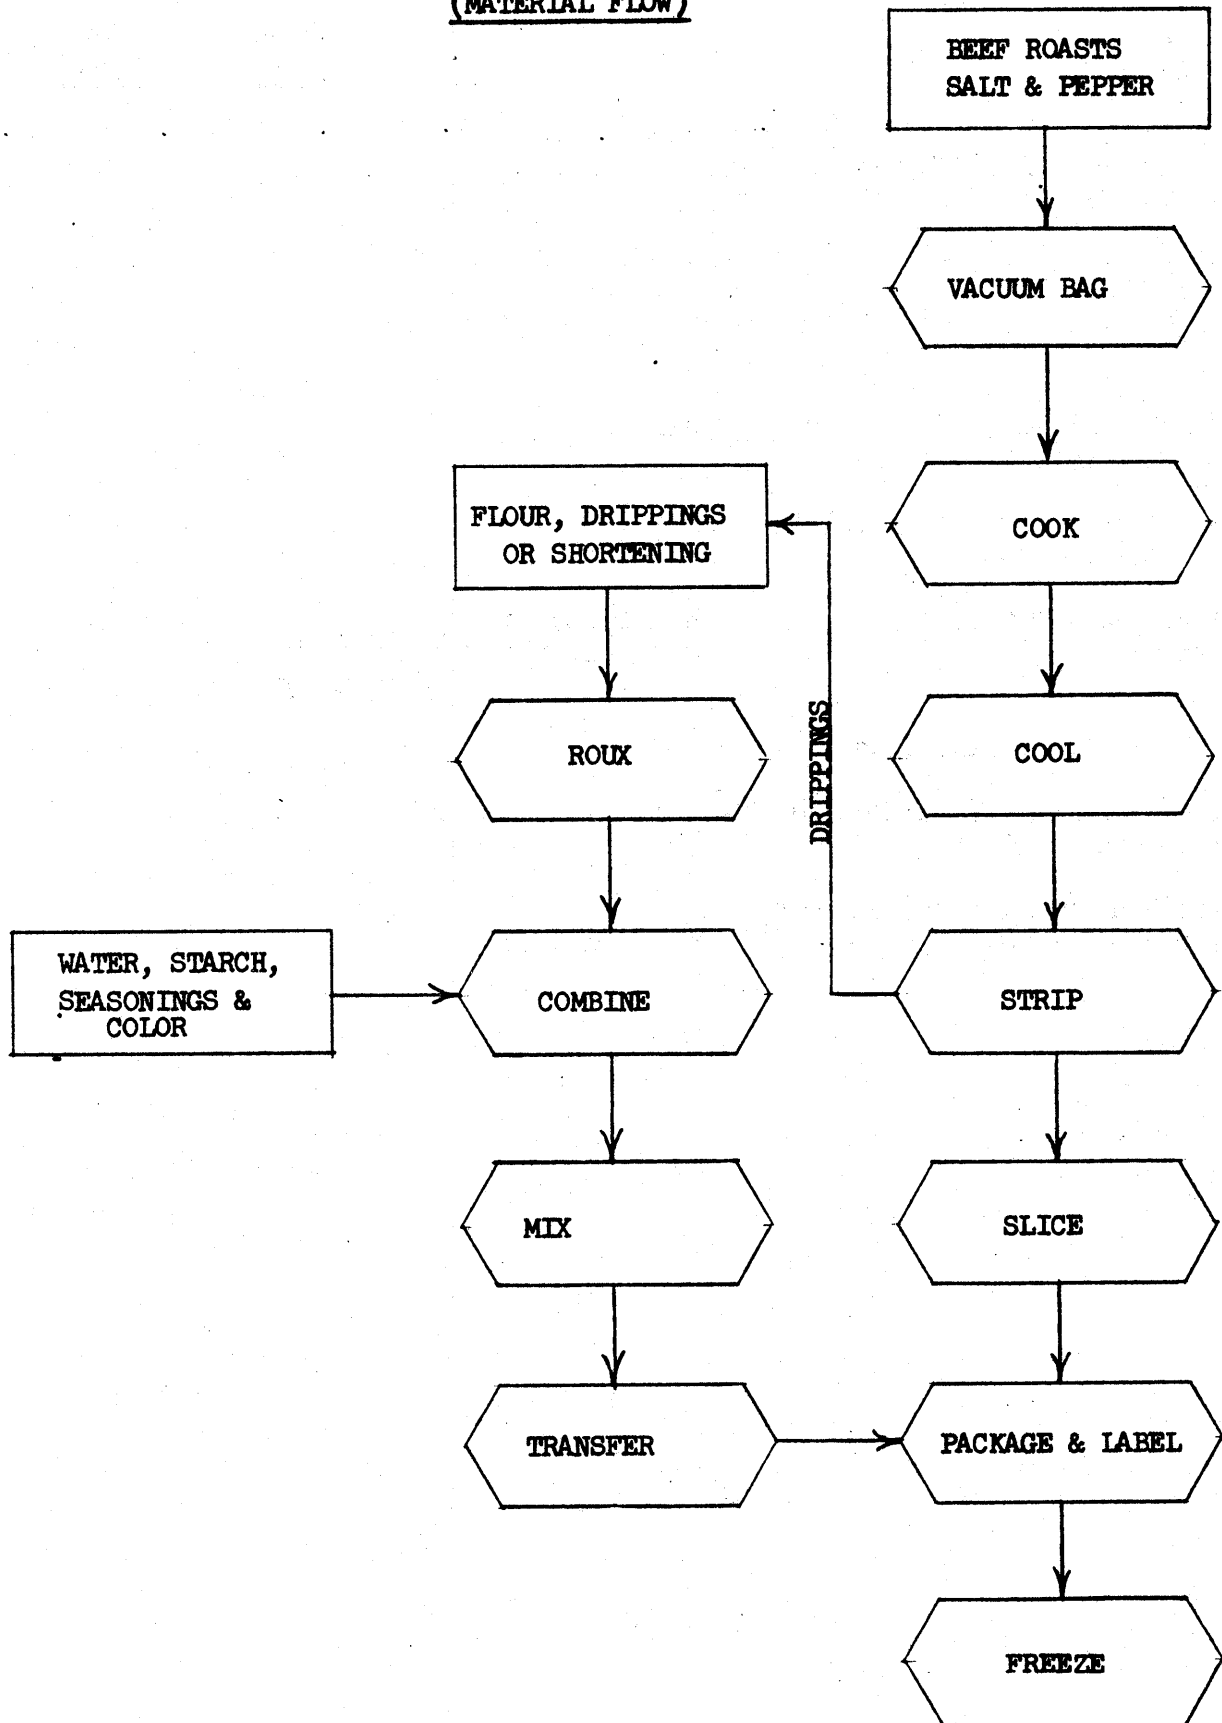 (MATERIAL FLOW)
BEEF ROASTS
SALT & PEPPER
VACUUM BAG
FLOUR, DRIPPINGS
OR SHORTENING
COOK
ROUX
DRIPPINGS
COOL
WATER, STARCH,
SEASONINGS &
COLOR
COMBINE
STRIP
MIX
SLICE
TRANSFER
PACKAGE & LABEL
FREEZE